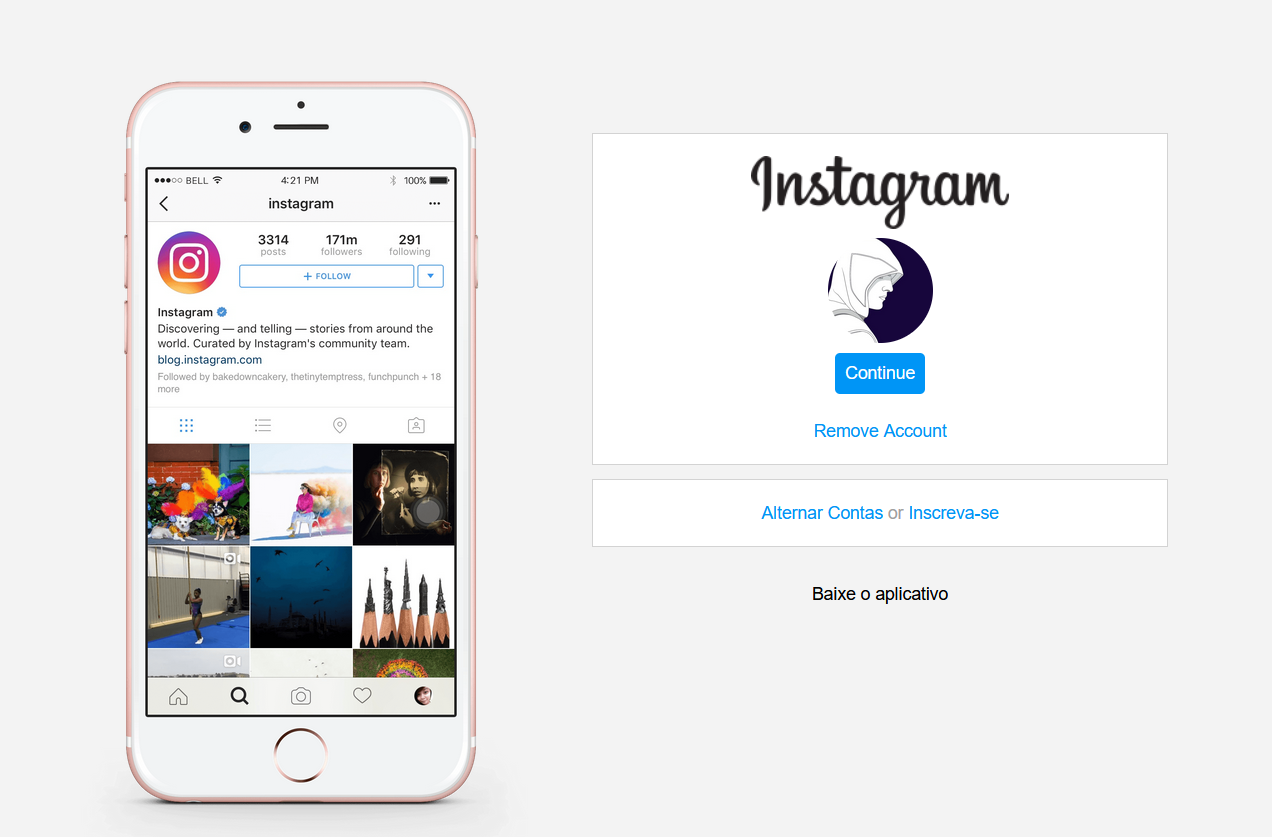 BELL 4:21 PM 100%
instagram
3314 171m 291
posts followers following
+ FOLLOW
Instagram
Discovering — and telling — stories from around the
world. Curated by Instagram's community team.
blog.instagram.com
Followed by bakedowncakery, thetinytemptress, funchpunch + 18
more
Instagram
Continue
Remove Account
Alternar Contas or Inscreva-se
Baixe o aplicativo